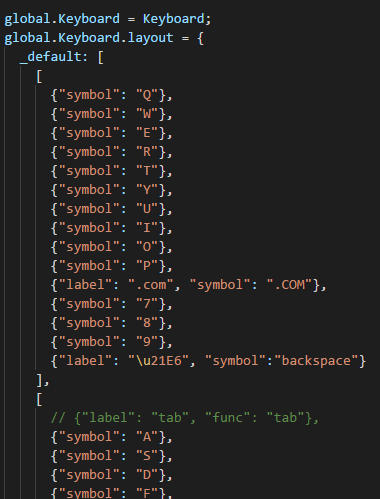 global.Keyboard = Keyboard;
global.Keyboard.layout = {
_default: [
[
{"symbol": "Q"},
{"symbol": "W"},
{"symbol": "E"},
{"symbol": "R"},
{"symbol": "T"},
{"symbol": "Y"},
{"symbol": "U"},
{"symbol": "I"},
{"symbol": "O"},
{"symbol": "P"},
{"label": ".com", "symbol": ".COM"},
{"symbol": "7"},
{"symbol": "8"},
{"symbol": "9"},
{"label": "\u21E6", "symbol":"backspace"}
],
[
// {"label": "tab", "func": "tab"},
{"symbol": "A"},
{"symbol": "S"},
{"symbol": "D"},
{"symbol": "F"},